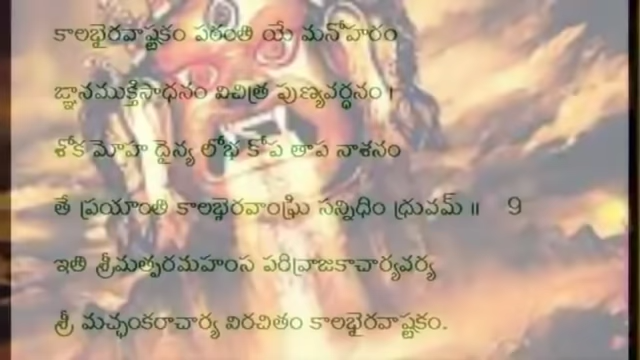 కాలభైరవాష్టకం పఠంతి యే మనోహరం
ఙ్ఞానముక్తిసాధనం విచిత్ర పుణ్యవర్ధనం ।
శోక మోహ దైన్య లోభ కోప తాప నాశనం
తే ప్రయాంతి కాలభైరవాంఘ్రి సన్నిధిం ధ్రువమ్ ॥ 9
ఇతి శ్రీమత్పరమహంస పరివ్రాజకాచార్యవర్య
శ్రీ మచ్ఛంకరాచార్య విరచితం కాలభైరవాష్టకం.